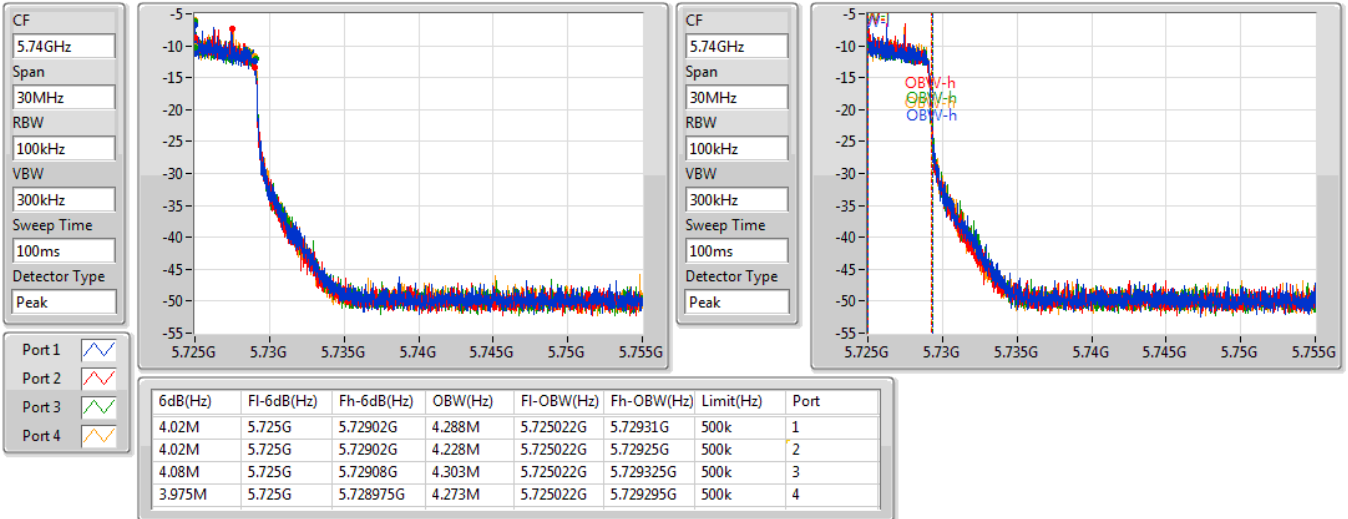 CF
5.74GHz
Span
30MHz
RBW
100kHz
VBW
300kHz
Sweep Time
100ms
Detector Type
Peak
-5
-10
-15
-20
-25
-30
-35
-40
-45
-50
-55
5.725G 5.73G 5.735G 5.74G 5.745G 5.75G 5.755G
CF
5.74GHz
Span
30MHz
RBW
100kHz
VBW
300kHz
Sweep Time
100ms
Detector Type
Peak
-5
-10
-15
-20
-25
-30
-35
-40
-45
-50
-55
OBW-h
OBW-h
OBW-h
OBW-h
5.725G 5.73G 5.735G 5.74G 5.745G 5.75G 5.755G
Port 1
Port 2
Port 3
Port 4
6dB(Hz) Fl-6dB(Hz) Fh-6dB(Hz) OBW(Hz) Fl-OBW(Hz) Fh-OBW(Hz) Limit(Hz) Port
4.02M 5.725G 5.72902G 4.288M 5.725022G 5.72931G 500k 1
4.02M 5.725G 5.72902G 4.228M 5.725022G 5.72925G 500k 2
4.08M 5.725G 5.72908G 4.303M 5.725022G 5.729325G 500k 3
3.975M 5.725G 5.728975G 4.273M 5.725022G 5.729295G 500k 4